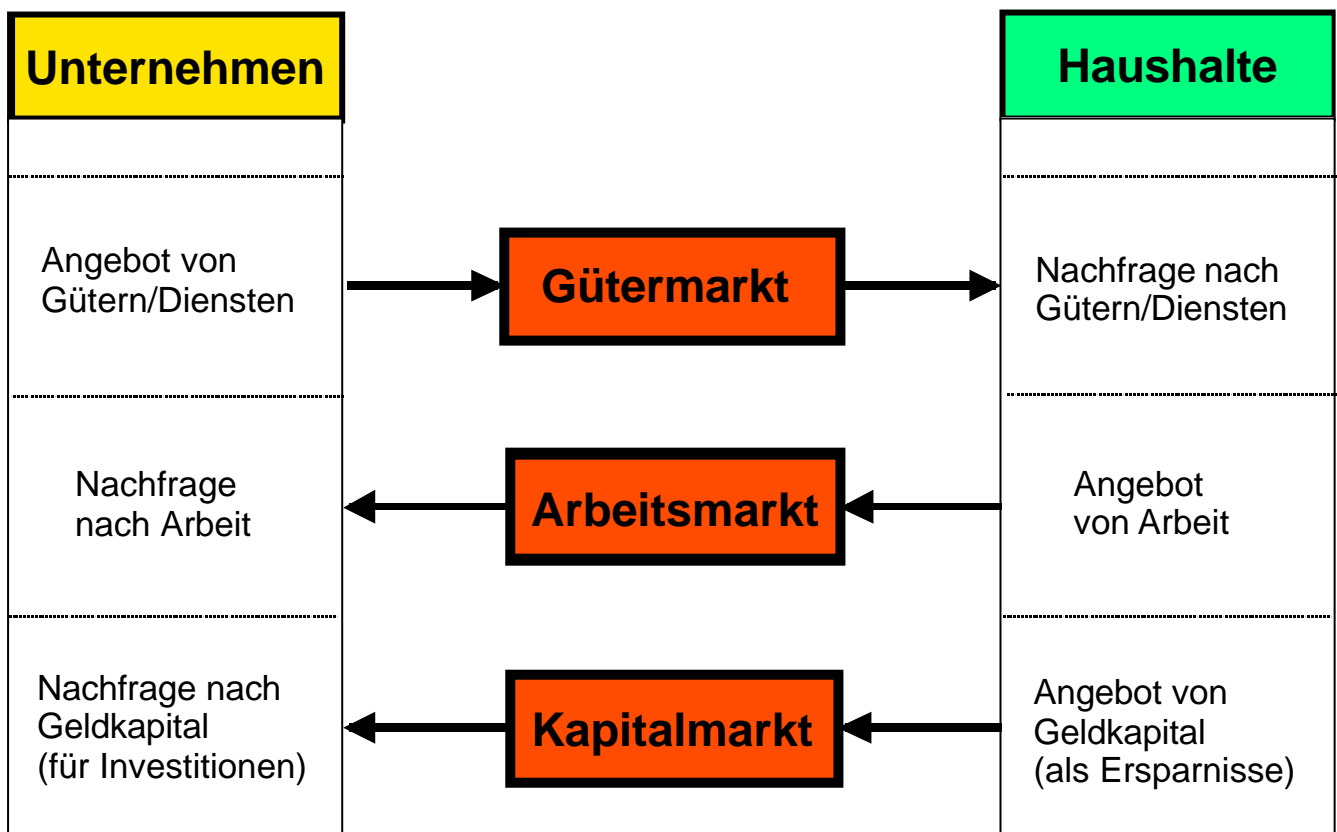 Unternehmen
Haushalte
Angebot von
Gütern/Diensten
Gütermarkt
Nachfrage nach
Gütern/Diensten
Nachfrage
nach Arbeit
Arbeitsmarkt
Angebot
von Arbeit
Nachfrage nach
Geldkapital
(für Investitionen)
Kapitalmarkt
Angebot von
Geldkapital
(als Ersparnisse)